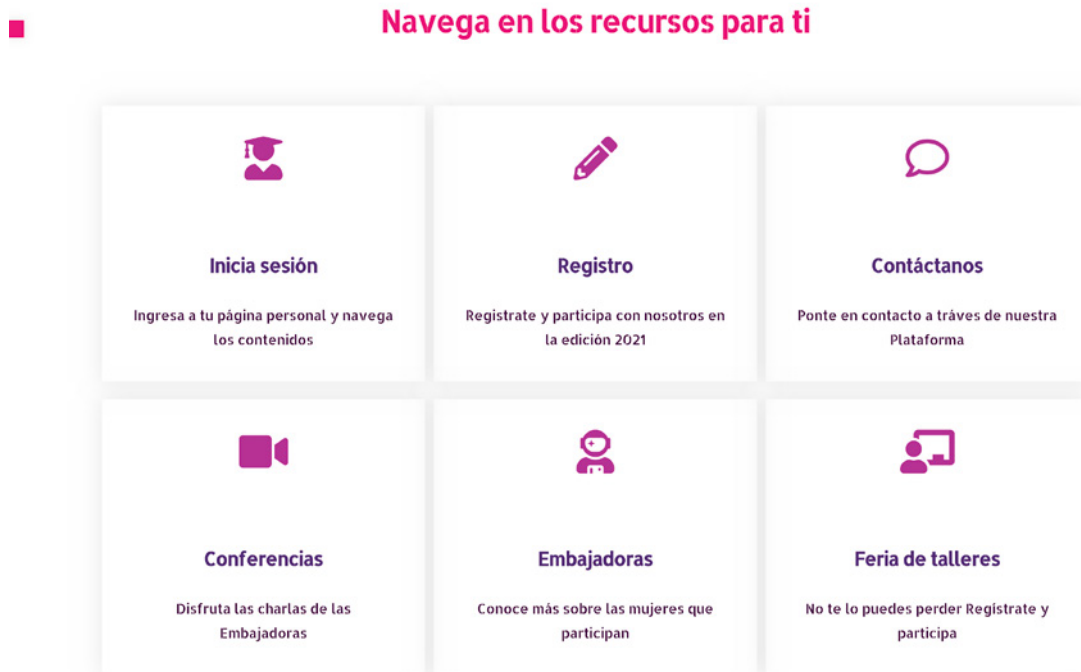 Navega en los recursos para ti
Inicia sesión
Ingresa a tu página personal y navega
los contenidos
Registro
Registrate y participa con nosotros en
la edición 2021
Contáctanos
Ponte en contacto a tráves de nuestra
Plataforma
Conferencias
Disfruta las charlas de las
Embajadoras
Embajadoras
Conoce más sobre las mujeres que
participan
Feria de talleres
No te lo puedes perder Regístrate y
participa